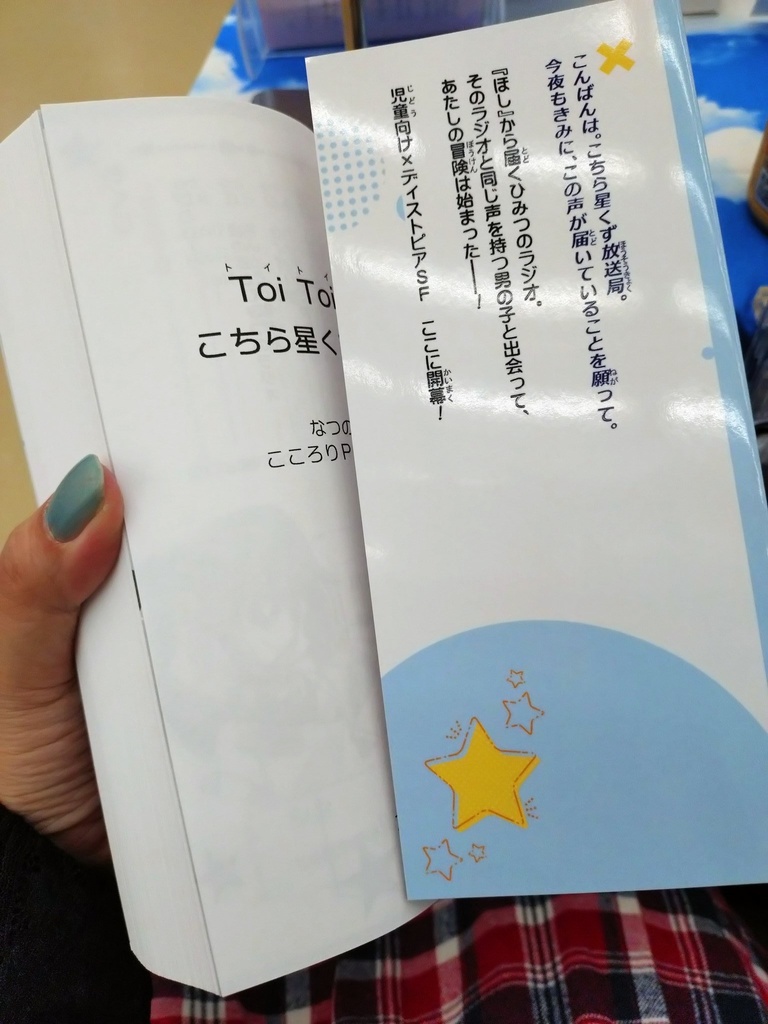 こんばんは。こちら星くず放送局。
今夜もきみに、この声が届いていることを願って。
『ほし』から届くひみつのラジオ。
そのラジオと同じ声を持つ男の子と出会って、
あたしの冒険は始まった――！
児童向け×ディストピアSF ここに開幕！
Toi Toi
こちら星く
なつの
こころりP